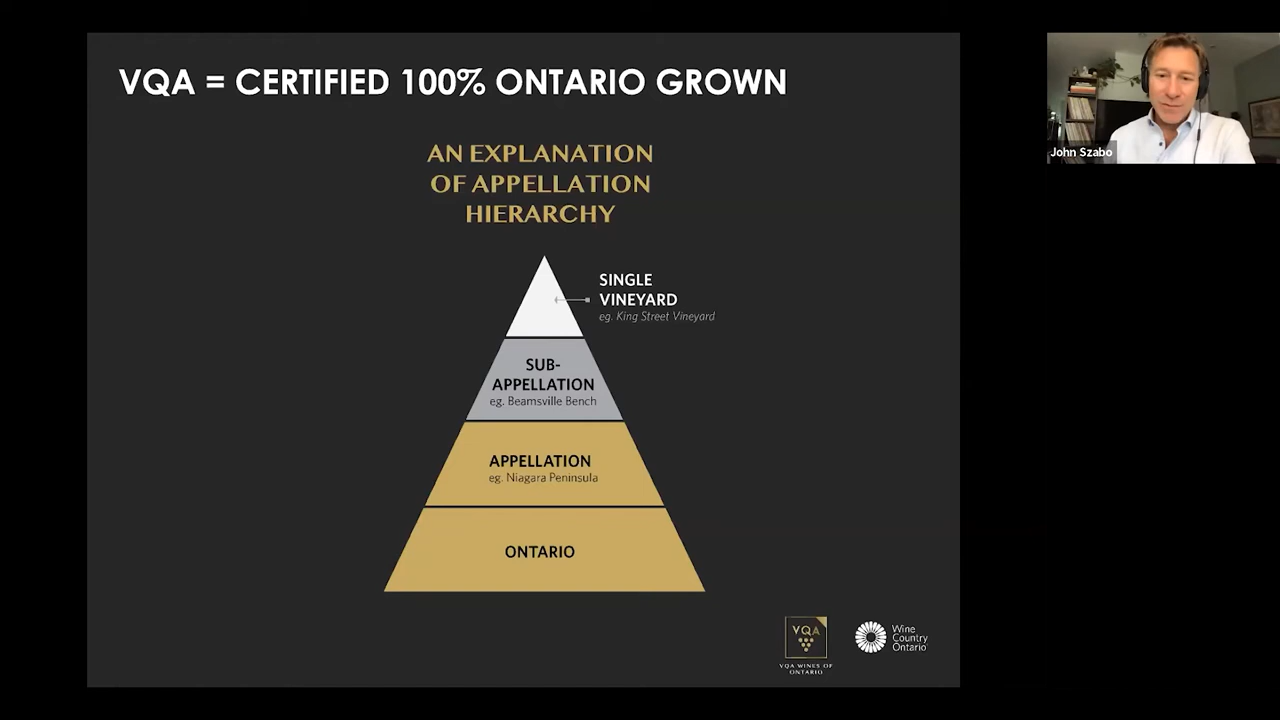 VQA = CERTIFIED 100% ONTARIO GROWN
AN EXPLANATION
OF APPELLATION
HIERARCHY
SINGLE
VINEYARD
eg. King Street Vineyard
SUB-
APPELLATION
eg. Beamsville Bench
APPELLATION
eg. Niagara Peninsula
ONTARIO
VQA
VQA WINES OF
ONTARIO
Wine
Country
Ontario
John Szabo